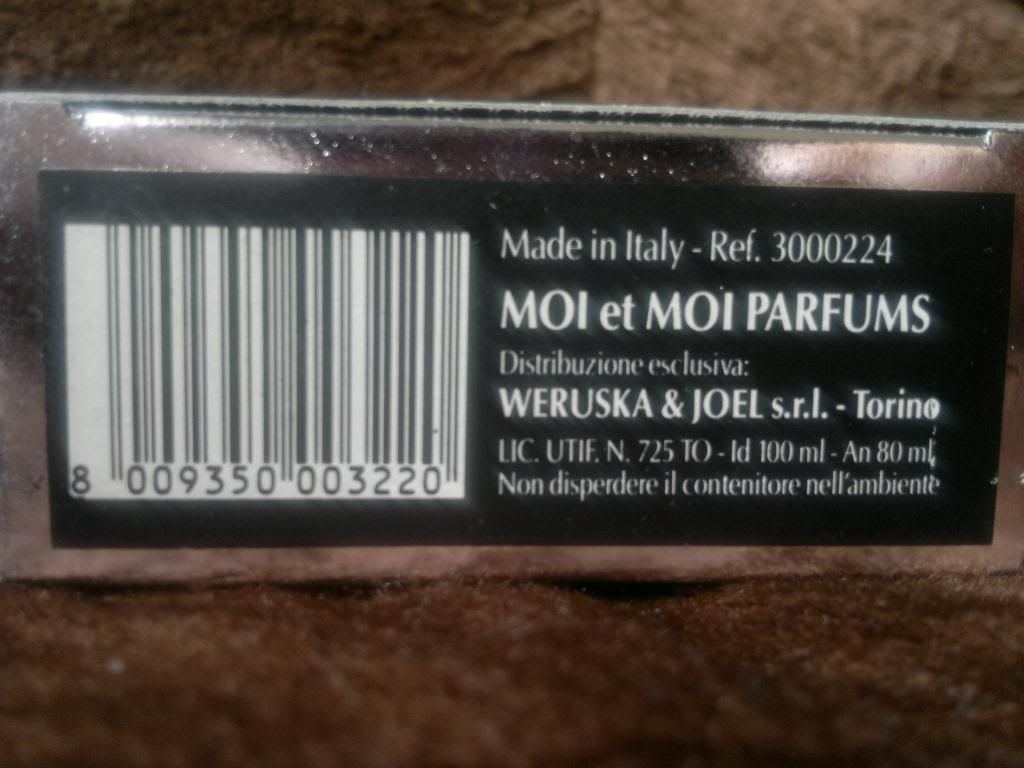 Made in Italy - Ref. 3000224
MOI et MOI PARFUMS
Distribuzione esclusiva:
WERUSKA & JOEL s.r.l. - Torino
LIC. UTIF. N. 725 TO - Id 100 ml - An 80 ml
Non disperdere il contenitore nell'ambiente
8 009350 003220